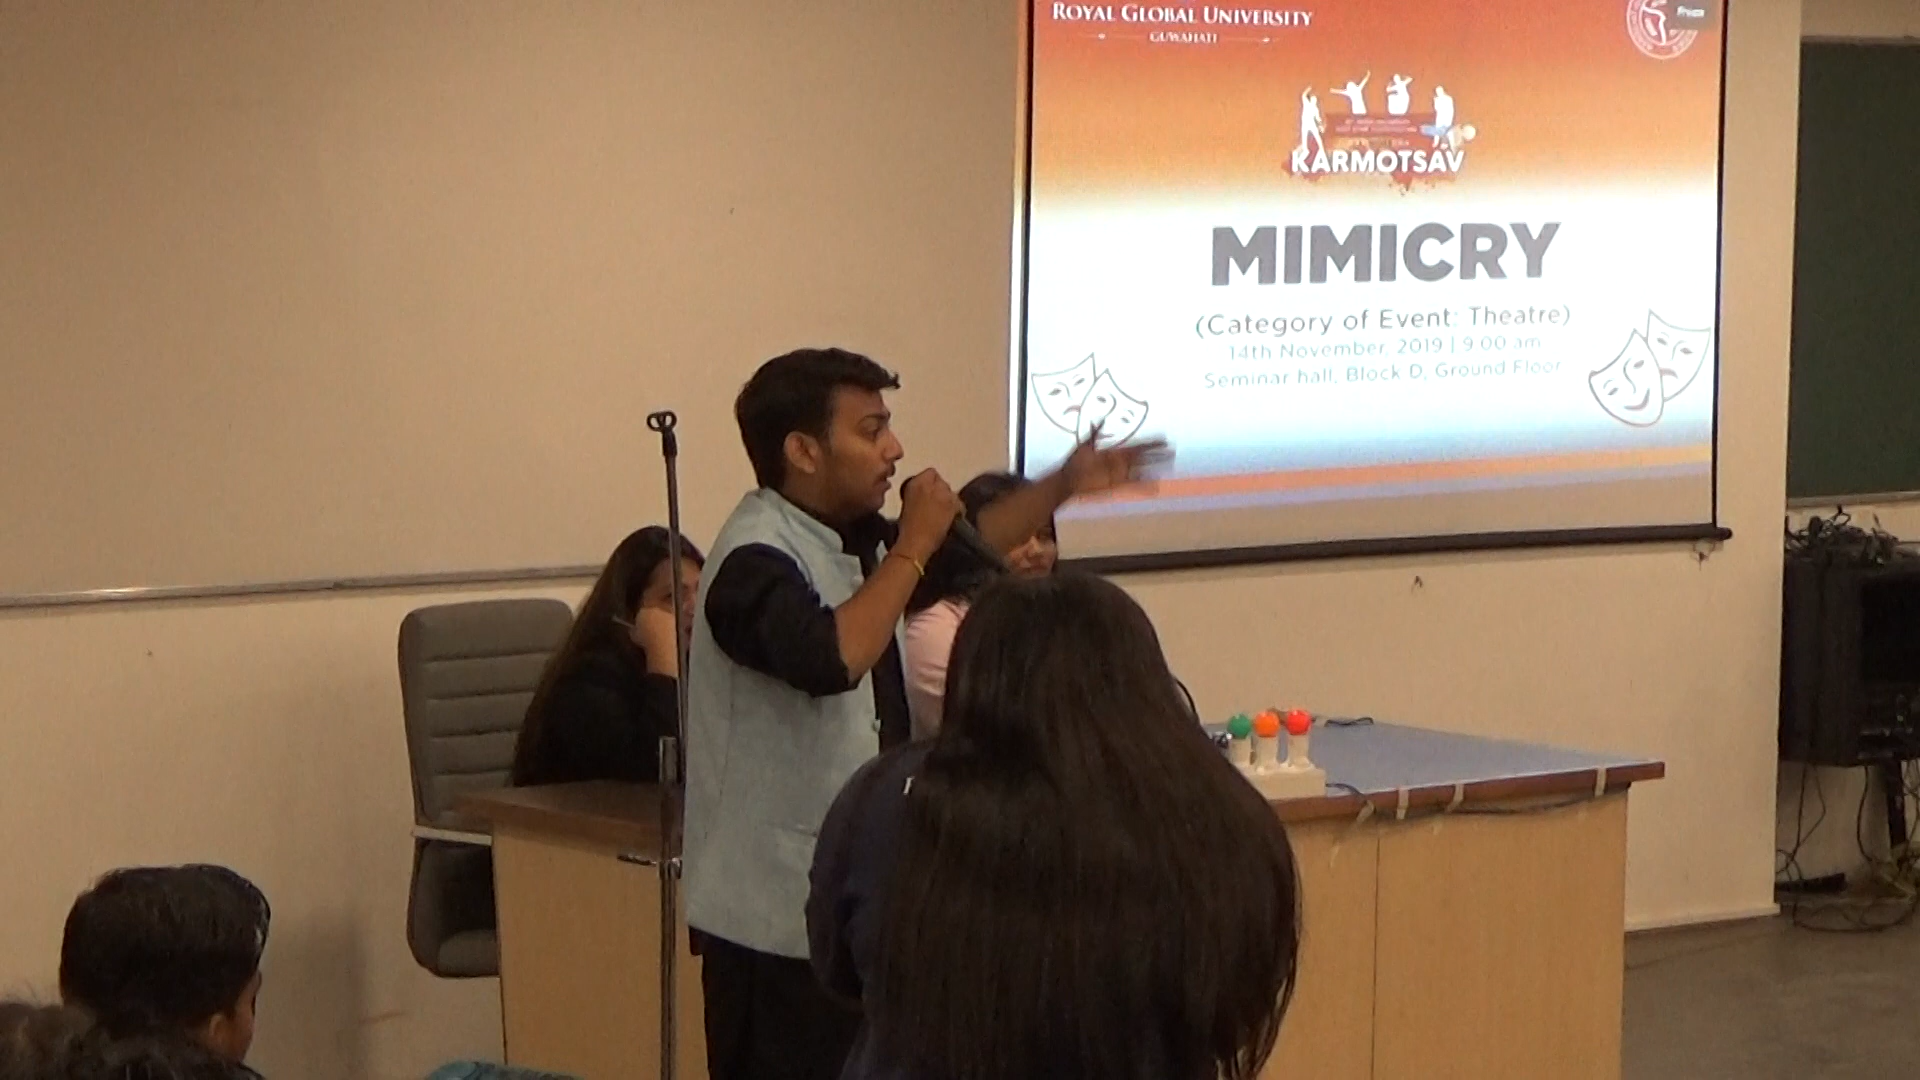 ROYAL GLOBAL UNIVERSITY
GUWAHATI
KARMOTSAV
MIMICRY
(Category of Event: Theatre)
14th November, 2019 | 9:00 am
Seminar hall, Block D, Ground Floor